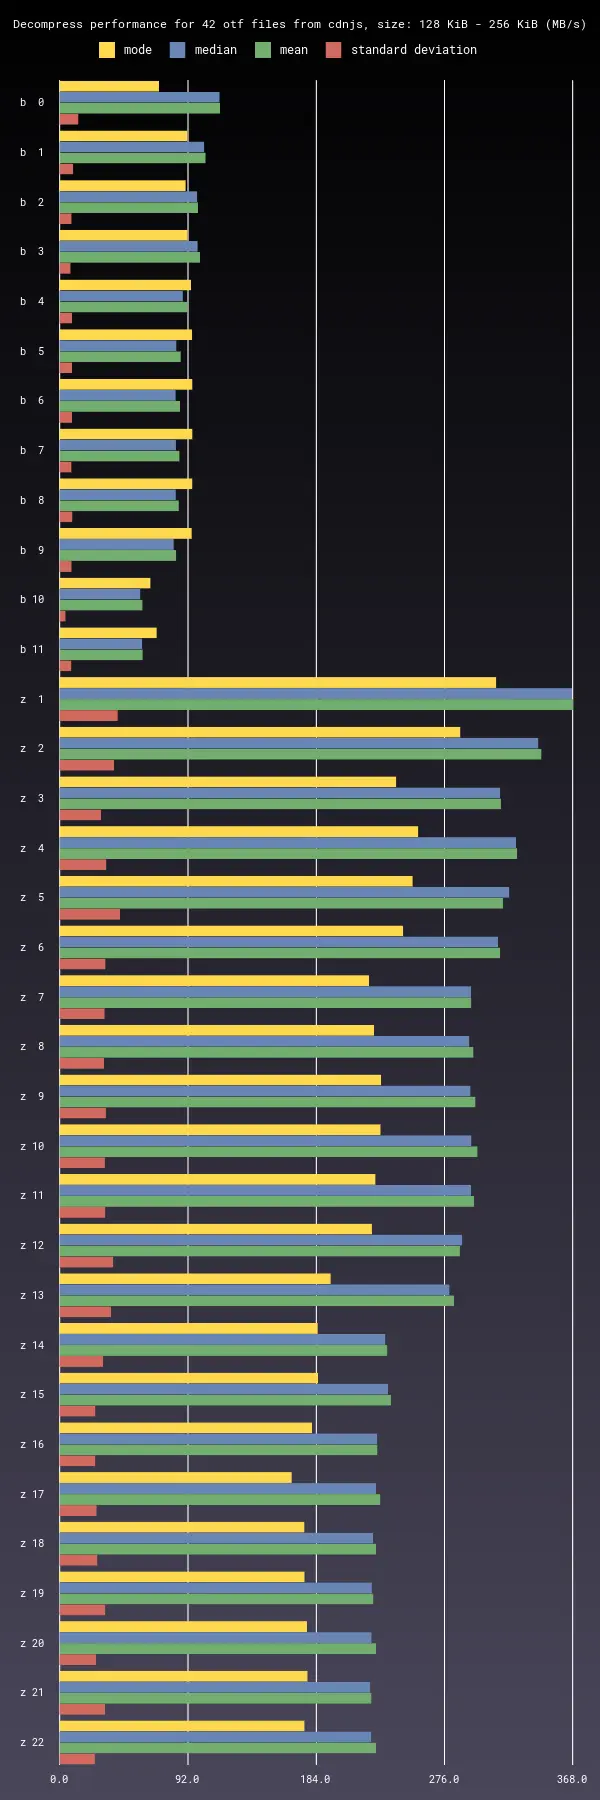 Decompress performance for 42 otf files from cdnjs, size: 128 KiB - 256 KiB (MB/s)
mode median mean standard deviation
b 0
b 1
b 2
b 3
b 4
b 5
b 6
b 7
b 8
b 9
b 10
b 11
z 1
z 2
z 3
z 4
z 5
z 6
z 7
z 8
z 9
z 10
z 11
z 12
z 13
z 14
z 15
z 16
z 17
z 18
z 19
z 20
z 21
z 22
0.0 92.0 184.0 276.0 368.0